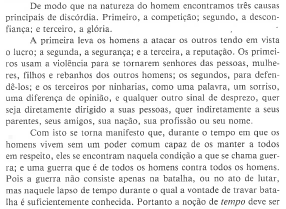 De modo que na natureza do homem encontramos três causas
principais de discórdia. Primeiro, a competição; segundo, a descon-
fiança; e terceiro, a glória.
A primeira leva os homens a atacar os outros tendo em vista
o lucro; a segunda, a segurança; e a terceira, a reputação. Os primei-
ros usam a violência para se tornarem senhores das pessoas, mulhe-
res, filhos e rebanhos dos outros homens; os segundos, para defen-
dê-los; e os terceiros por ninharias, como uma palavra, um sorriso,
uma diferença de opinião, e qualquer outro sinal de desprezo, quer
seja diretamente dirigido a suas pessoas, quer indiretamente a seus
parentes, seus amigos, sua nação, sua profissão ou seu nome.
Com isto se torna manifesto que, durante o tempo em que os
homens vivem sem um poder comum capaz de os manter a todos
em respeito, eles se encontram naquela condição a que se chama guer-
ra; e uma guerra que é de todos os homens contra todos os homens.
Pois a guerra não consiste apenas na batalha, ou no ato de lutar,
mas naquele lapso de tempo durante o qual a vontade de travar bata-
lha é suficientemente conhecida. Portanto a noção de tempo deve ser